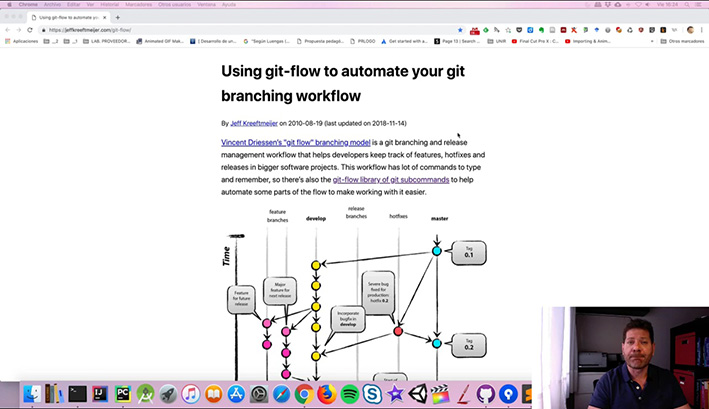 Chrome Archivo Editar Ver Historial Marcadores Otros usuarios Ventana Ayuda
Vie 16:24
Using git-flow to automate your
https://jeffkreeftmeijer.com/git-flow/
Aplicaciones __2 __1 LAB. PROVEEDOR... Animated GIF Mak... [ Desarrollo de un... "Según Luengas (... Propuesta pedagó... PRLOGO Get started with a... Page 13 | Search... UNIR Final Cut Pro X : C... Importing & Anim... Otros marcadores
Using git-flow to automate your git
branching workflow
By Jeff Kreeftmeijer on 2010-08-19 (last updated on 2018-11-14)
Vincent Driessen's "git flow" branching model is a git branching and release
management workflow that helps developers keep track of features, hotfixes and
releases in bigger software projects. This workflow has lot of commands to type
and remember, so there's also the git-flow library of git subcommands to help
automate some parts of the flow to make working with it easier.
feature
branches
develop
release
branches
hotfixes
master
Time
Tag
0.1
Feature
for future
release
Major
feature for
next release
Severe bug
fixed for
production:
hotfix 0.2
Incorporate
bugfix in
develop
Tag
0.2
Start of